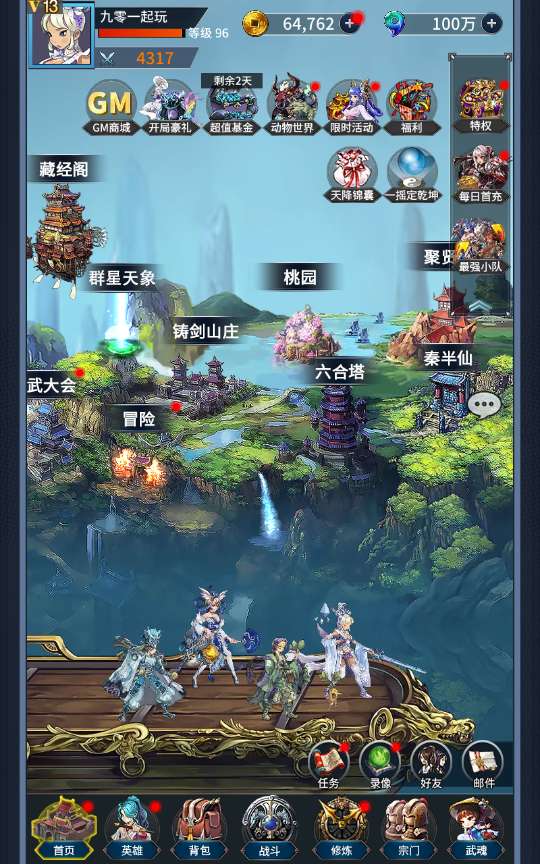 V13
九零一起玩
等级 96
4317
64,762
100万
剩余2天
GM
GM商城
开局豪礼
超值基金
动物世界
限时活动
福利
特权
天降锦囊
一摇定乾坤
每日首充
最强小队
藏经阁
群星天象
桃园
聚贤
铸剑山庄
六合塔
秦半仙
武大会
冒险
任务
录像
好友
邮件
首页
英雄
背包
战斗
修炼
宗门
武魂